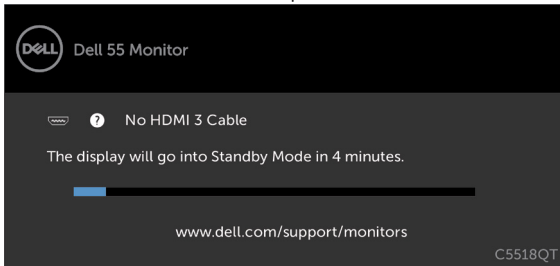 DELL
Dell 55 Monitor
? No HDMI 3 Cable
The display will go into Standby Mode in 4 minutes.
www.dell.com/support/monitors
C5518QT